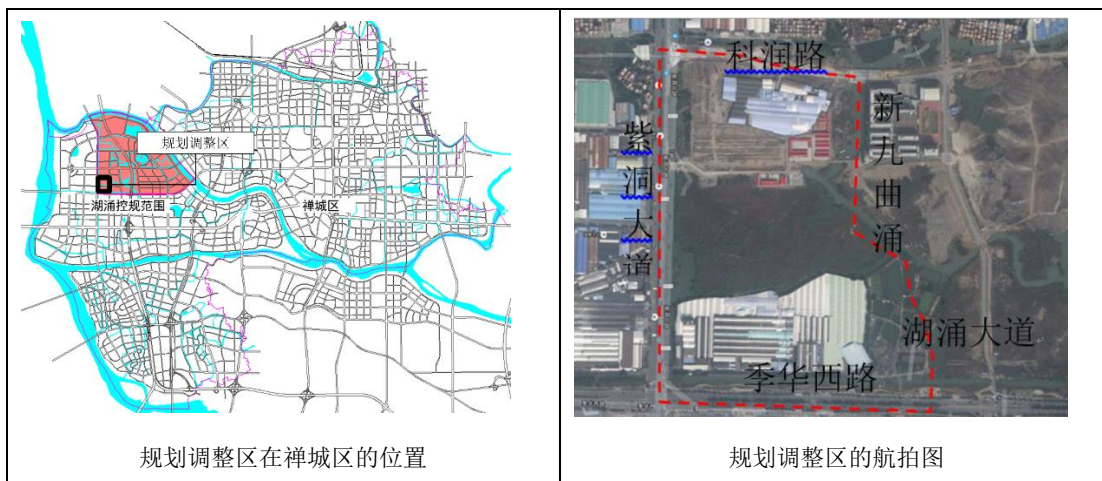 规划调整区
湖涌控规范围
禅城区
规划调整区在禅城区的位置
科润路
紫洞大道
新九曲涌
湖涌大道
季华西路
规划调整区的航拍图